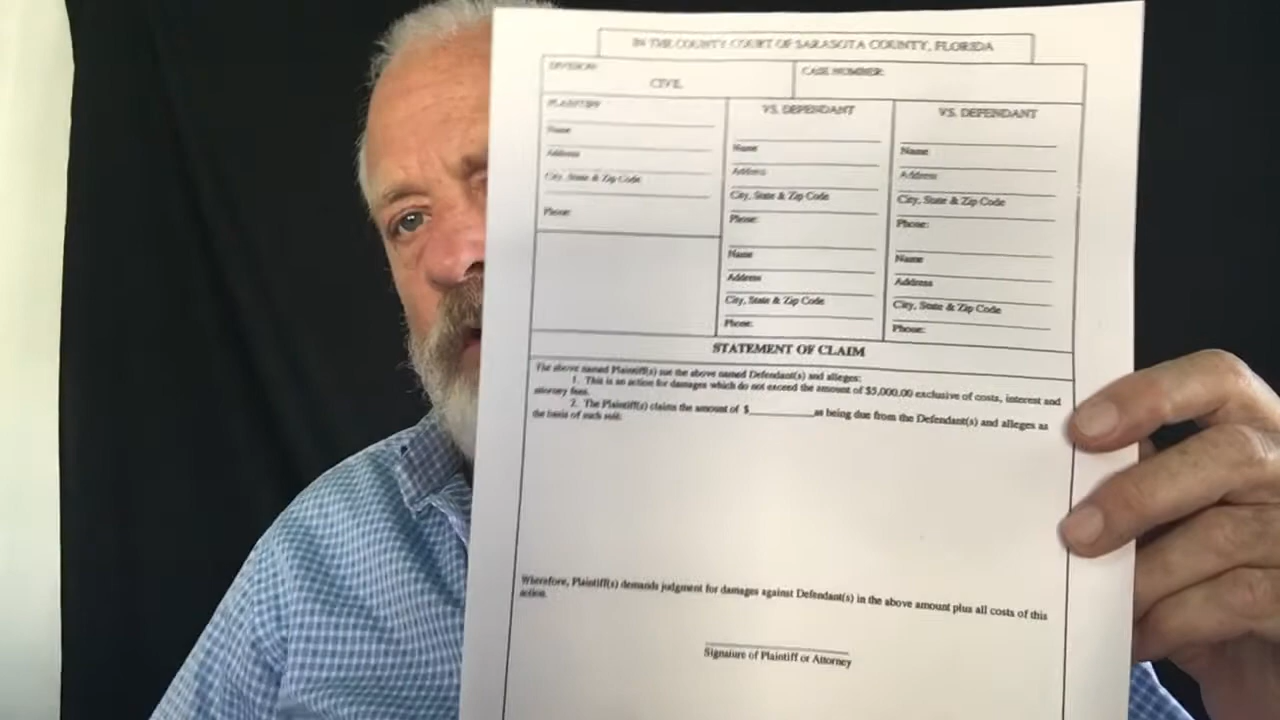 IN THE COUNTY COURT OF SARASOTA COUNTY, FLORIDA
DIVISION:
CIVIL
CASE NUMBER:
PLAINTIFF
Name
Address
City, State & Zip Code
Phone:
VS. DEFENDANT
Name
Address
City, State & Zip Code
Phone:
Name
Address
City, State & Zip Code
Phone:
VS. DEFENDANT
Name
Address
City, State & Zip Code
Phone:
Name
Address
City, State & Zip Code
Phone:
STATEMENT OF CLAIM
The above named Plaintiff(s) sue the above named Defendant(s) and alleges:
1. This is an action for damages which do not exceed the amount of $5,000.00 exclusive of costs, interest and
attorney fees.
2. The Plaintiff(s) claims the amount of $____________as being due from the Defendant(s) and alleges as
the basis of such suit:
Wherefore, Plaintiff(s) demands judgment for damages against Defendant(s) in the above amount plus all costs of this
action.
Signature of Plaintiff or Attorney